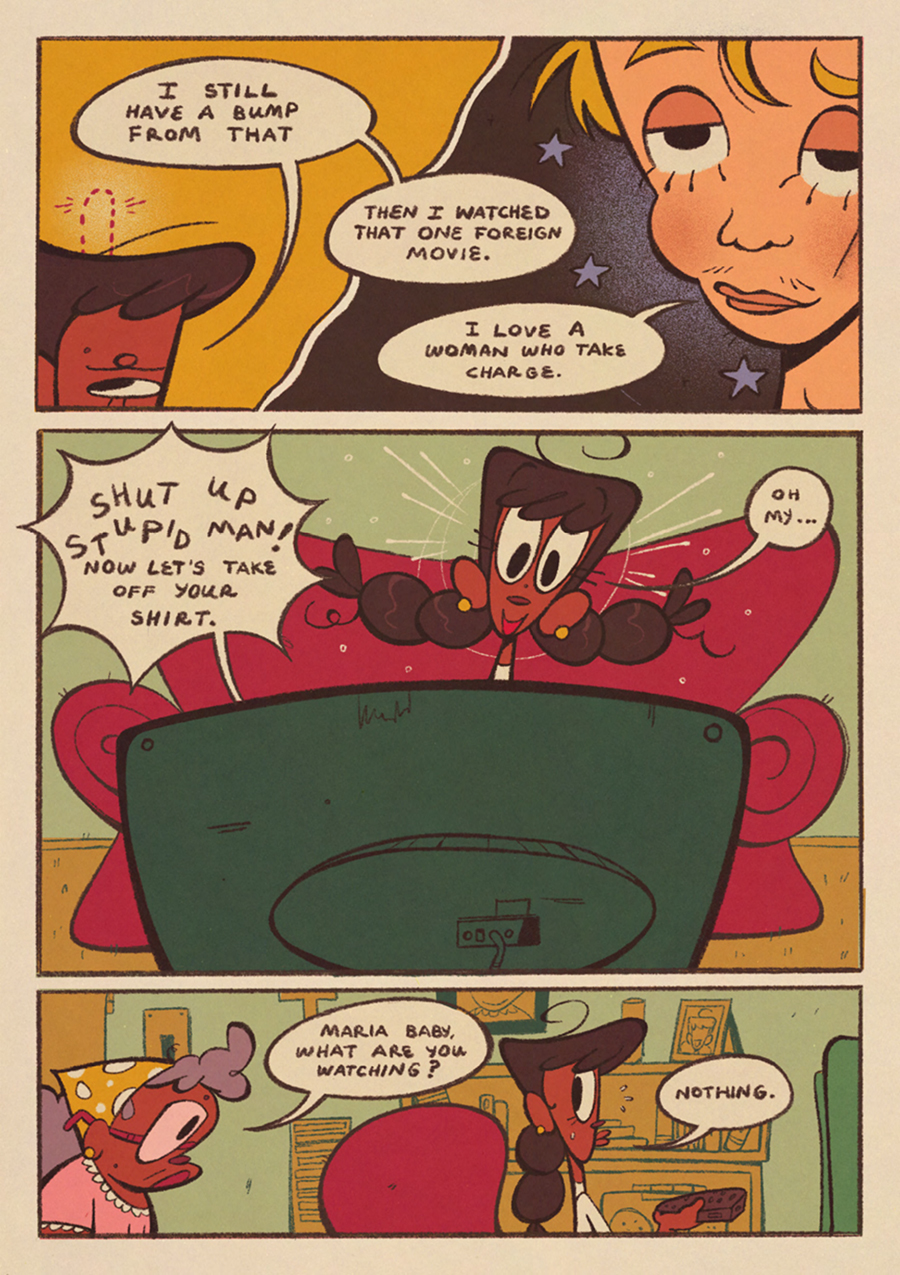 I STILL
HAVE A BUMP
FROM THAT
THEN I WATCHED
THAT ONE FOREIGN
MOVIE.
I LOVE A
WOMAN WHO TAKE
CHARGE.
SHUT UP
STUPID MAN!
NOW LET'S TAKE
OFF YOUR
SHIRT.
OH
MY...
MARIA BABY,
WHAT ARE YOU
WATCHING?
NOTHING.